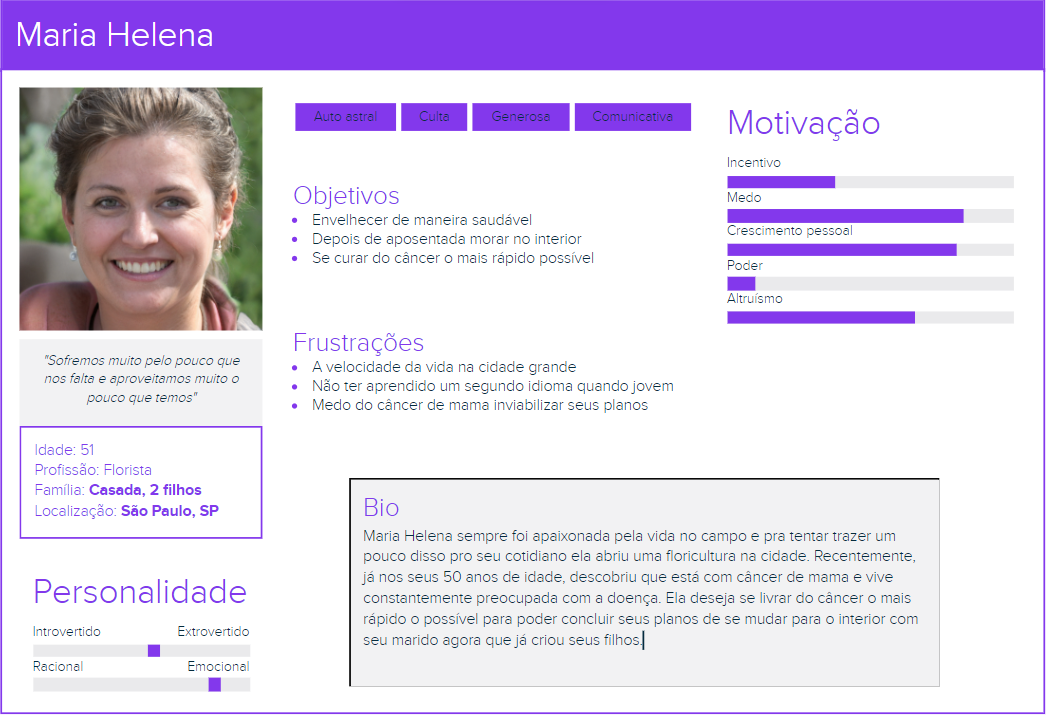 Maria Helena
Auto astral
Culta
Generosa
Comunicativa
Objetivos
Envelhecer de maneira saudável
Depois de aposentada morar no interior
Se curar do câncer o mais rápido possível
Frustrações
A velocidade da vida na cidade grande
Não ter aprendido um segundo idioma quando jovem
Medo do câncer de mama inviabilizar seus planos
Motivação
Incentivo
Medo
Crescimento pessoal
Poder
Altruísmo
"Sofremos muito pelo pouco que
nos falta e aproveitamos muito o
pouco que temos"
Idade: 51
Profissão: Florista
Família: Casada, 2 filhos
Localização: São Paulo, SP
Personalidade
Introvertido Extrovertido
Racional Emocional
Bio
Maria Helena sempre foi apaixonada pela vida no campo e pra tentar trazer um
pouco disso pro seu cotidiano ela abriu uma floricultura na cidade. Recentemente,
já nos seus 50 anos de idade, descobriu que está com câncer de mama e vive
constantemente preocupada com a doença. Ela deseja se livrar do câncer o mais
rápido o possível para poder concluir seus planos de se mudar para o interior com
seu marido agora que já criou seus filhos.